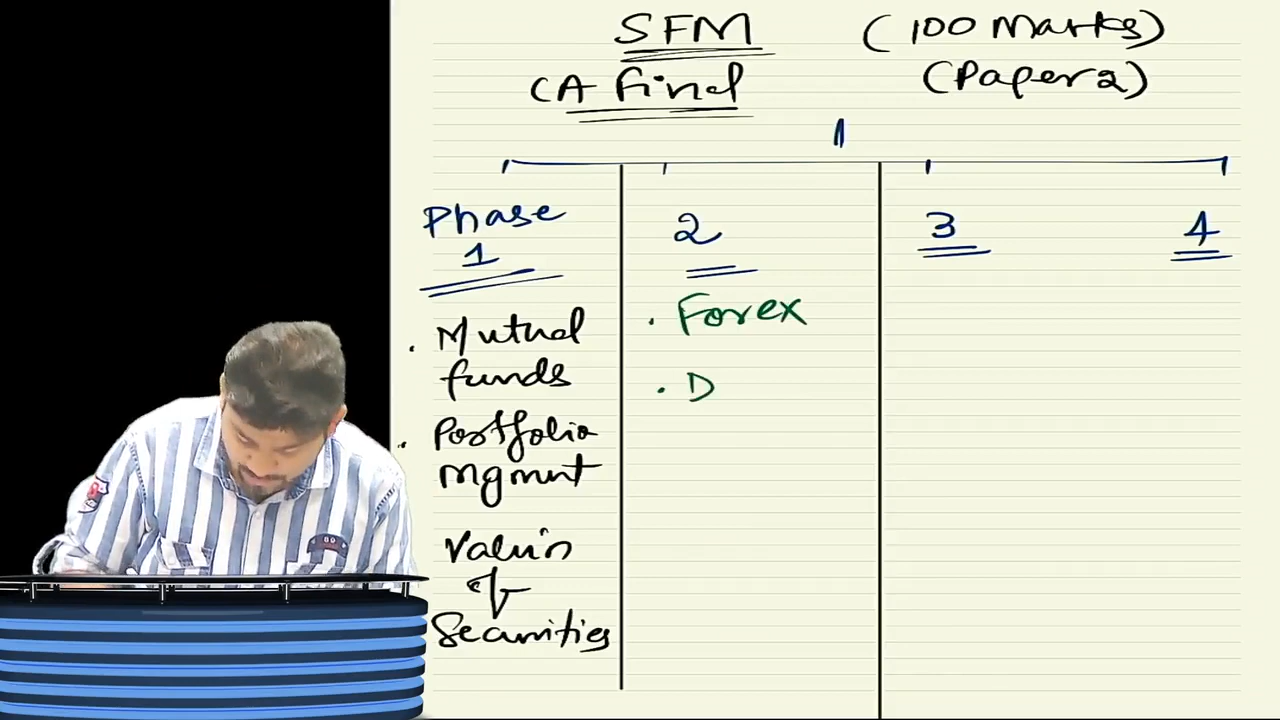 SFM (100 Marks)
CA Final (Paper 2)
Phase 1
2
3
4
. Mutual
funds
. Portfolio
Mgmnt
Valu'n
of
Securities
. Forex
. D